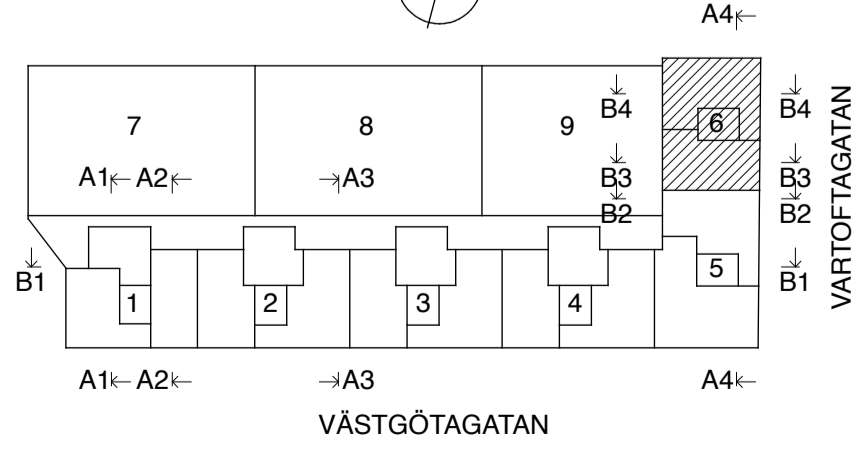 A4
7
8
9
B4
6
B4
A1 A2
A3
B3
B3
B2
B2
B1
1
2
3
4
5
B1
A1 A2
A3
A4
VÄSTGÖTAGATAN
VARTOFTAGATAN